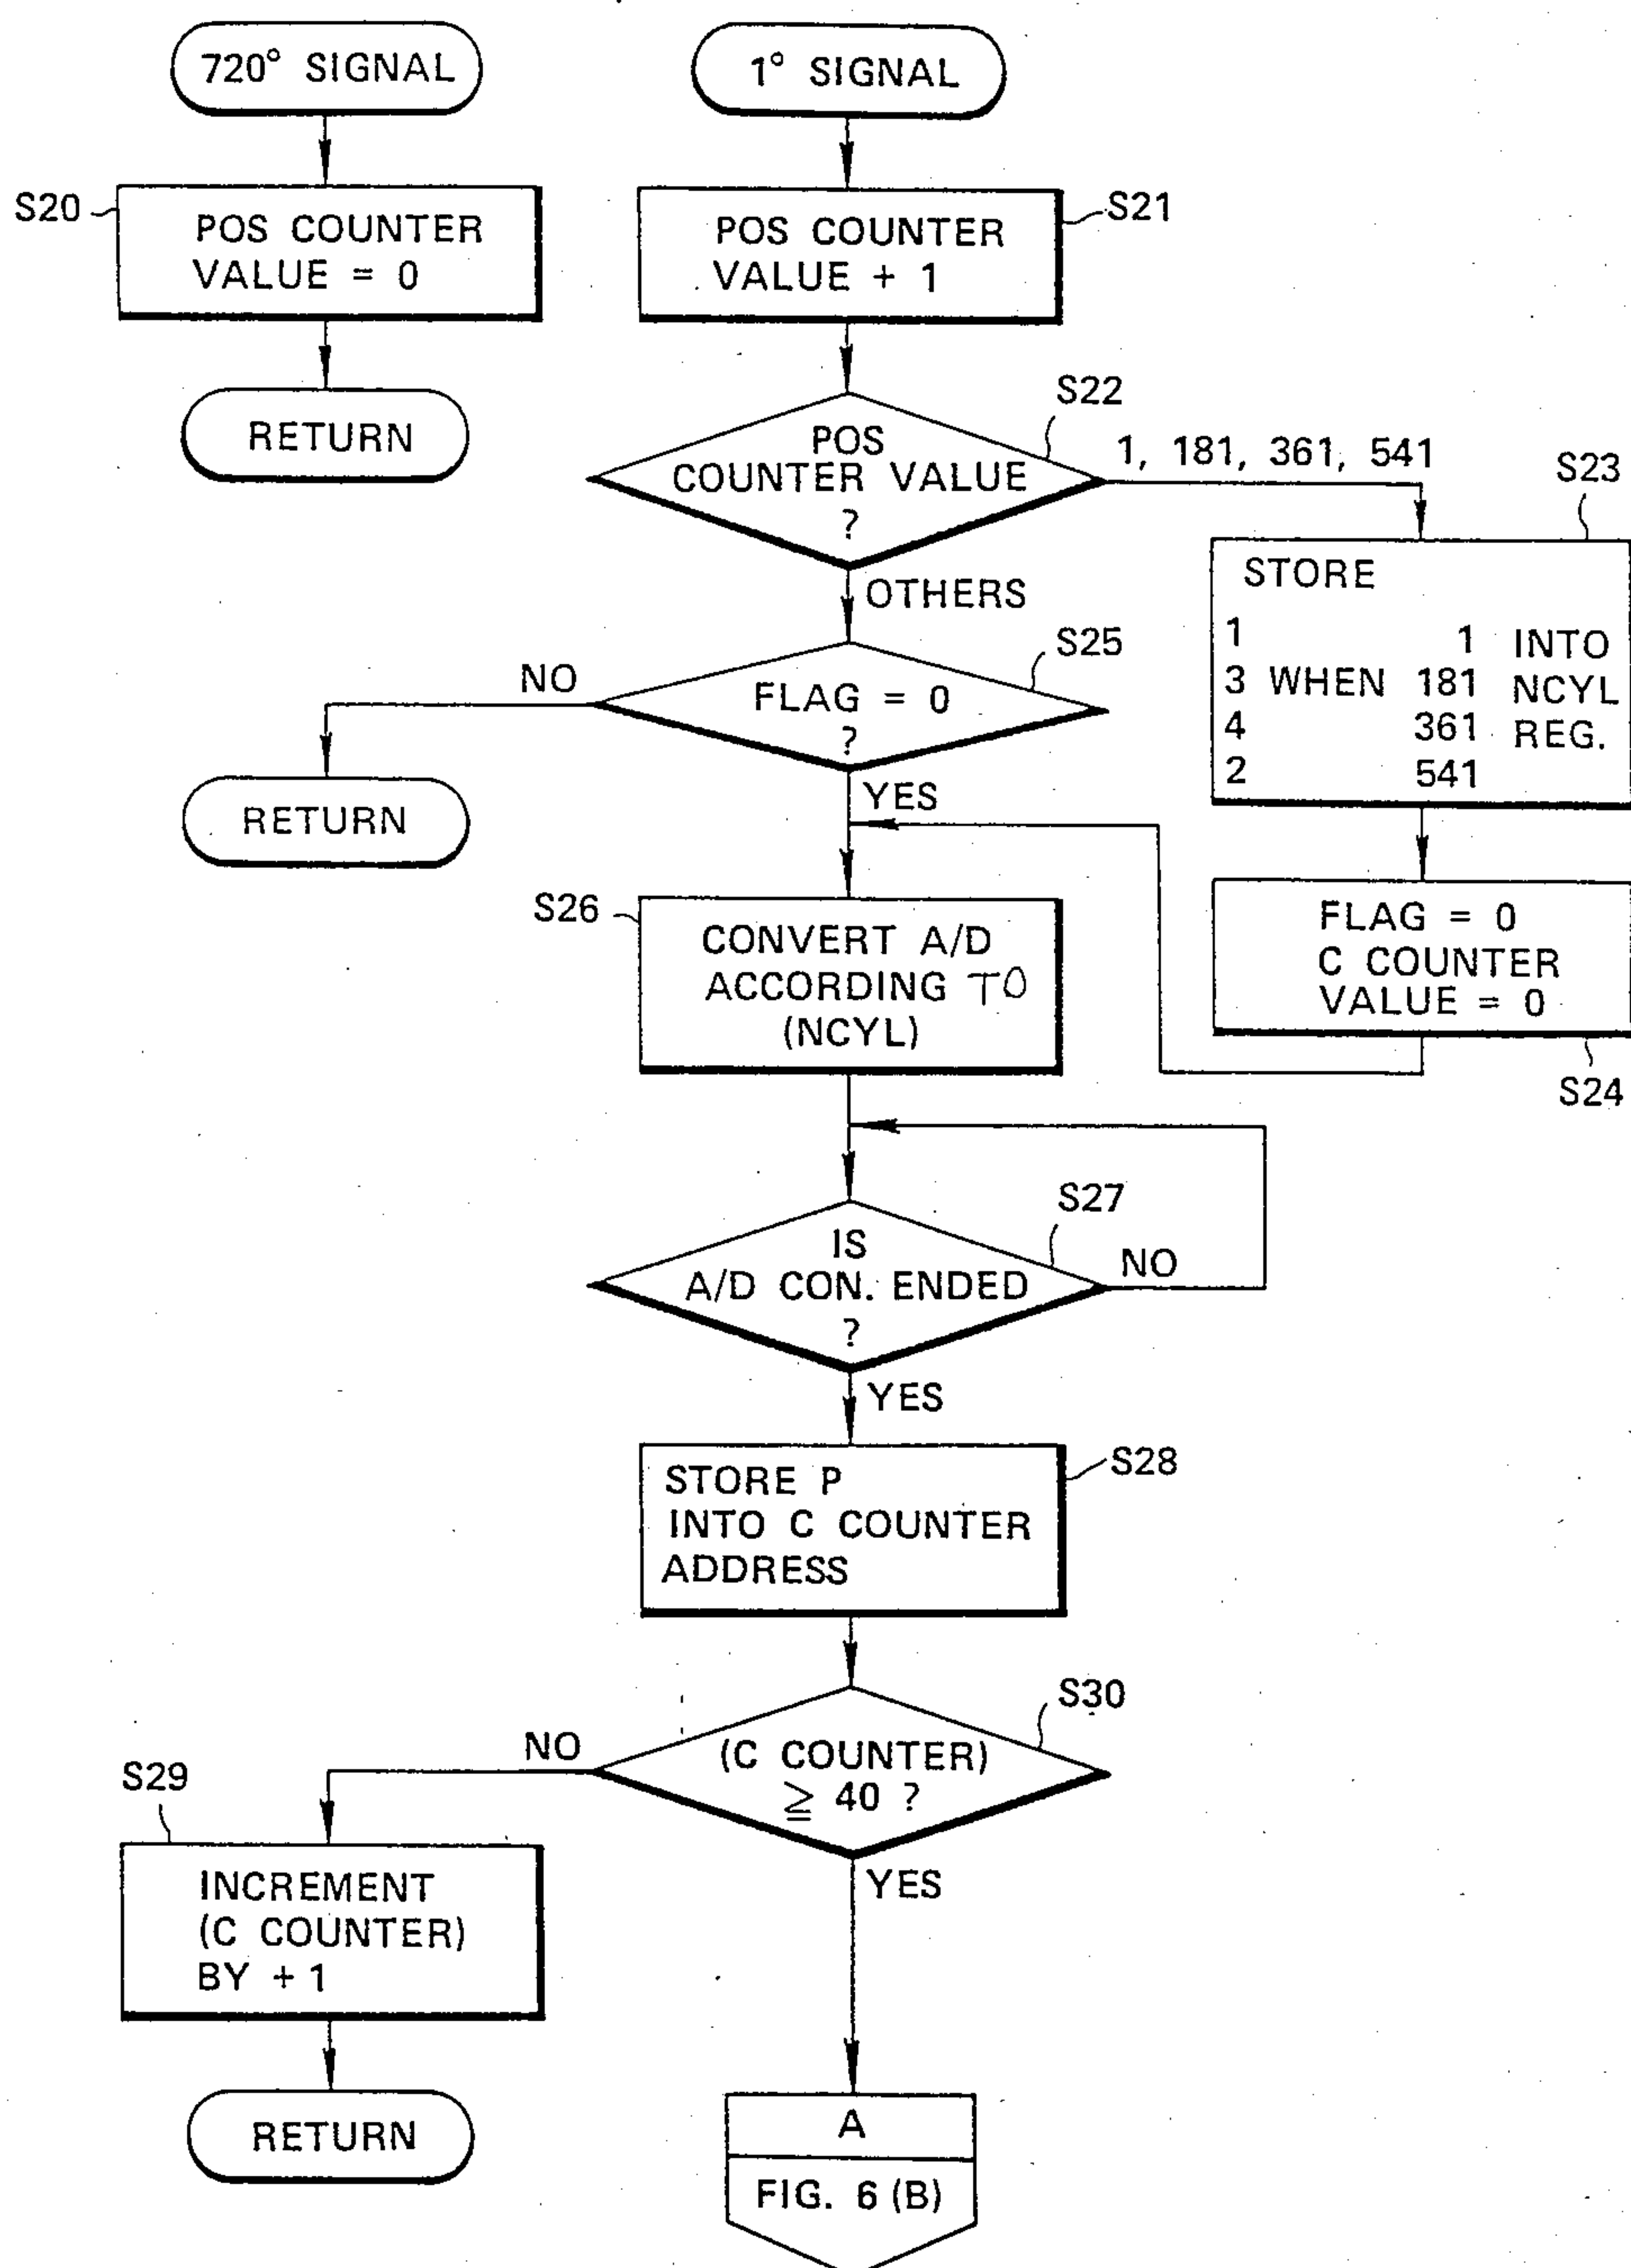 720° SIGNAL
S20
POS COUNTER
VALUE = 0
RETURN
1° SIGNAL
S21
POS COUNTER
VALUE + 1
S22
POS
COUNTER VALUE
?
1, 181, 361, 541
OTHERS
S23
STORE
1 1 INTO
3 WHEN 181 NCYL
4 361 REG.
2 541
FLAG = 0
C COUNTER
VALUE = 0
S24
S25
FLAG = 0
?
NO
RETURN
YES
S26
CONVERT A/D
ACCORDING TO
(NCYL)
S27
IS
A/D CON. ENDED
?
NO
YES
S28
STORE P
INTO C COUNTER
ADDRESS
S30
(C COUNTER)
≧ 40 ?
NO
S29
INCREMENT
(C COUNTER)
BY + 1
RETURN
YES
A
FIG. 6 (B)